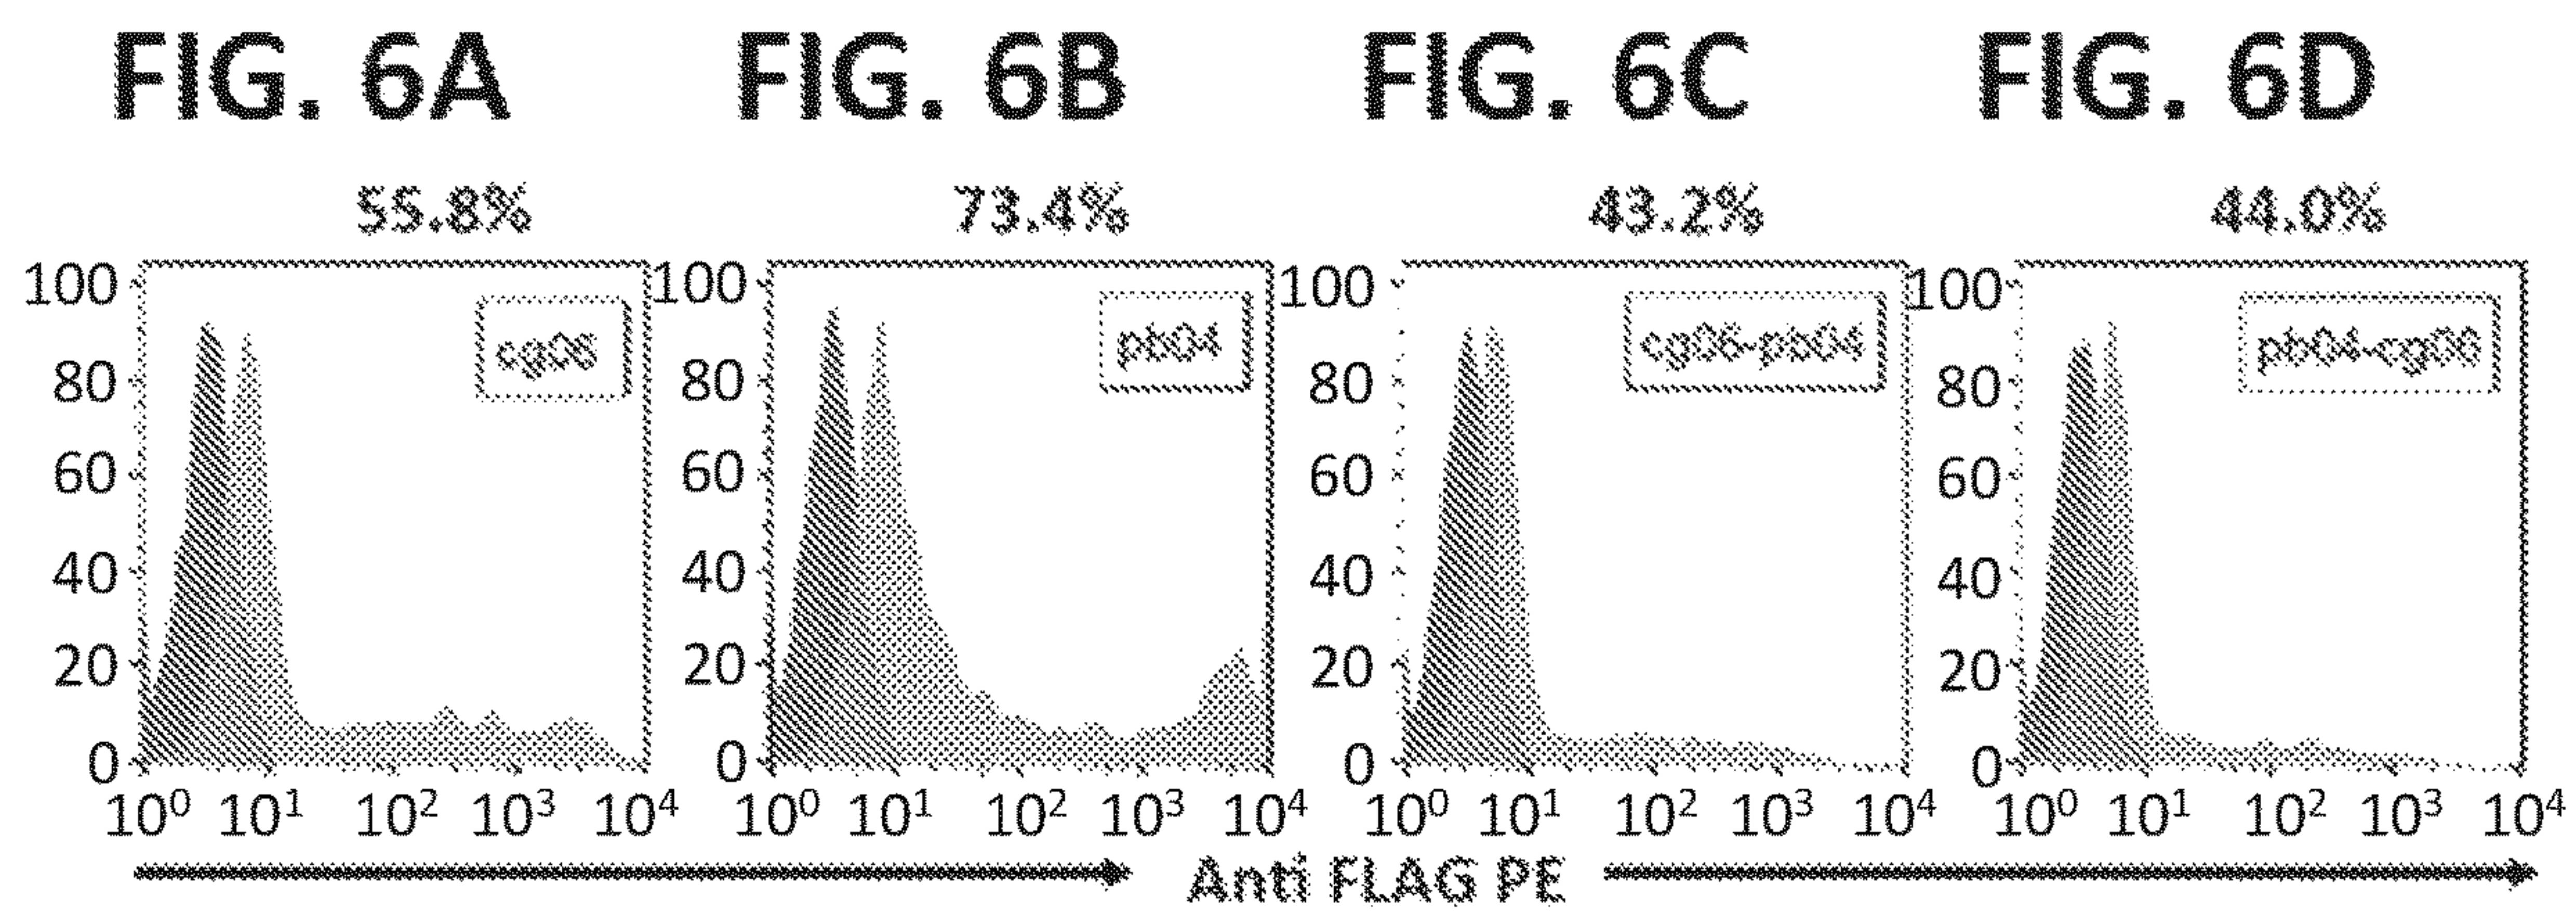 FIG. 6A FIG. 6B FIG. 6C FIG. 6D
55.8% 73.4% 43.2% 44.0%
100 100 100 100
cg06 pb04 cg06-pb04 pb04-cg06
80 80 80 80
60 60 60 60
40 40 40 40
20 20 20 20
0 0 0 0
10⁰ 10¹ 10² 10³ 10⁴ 10⁰ 10¹ 10² 10³ 10⁴ 10⁰ 10¹ 10² 10³ 10⁴ 10⁰ 10¹ 10² 10³ 10⁴
Anti FLAG PE